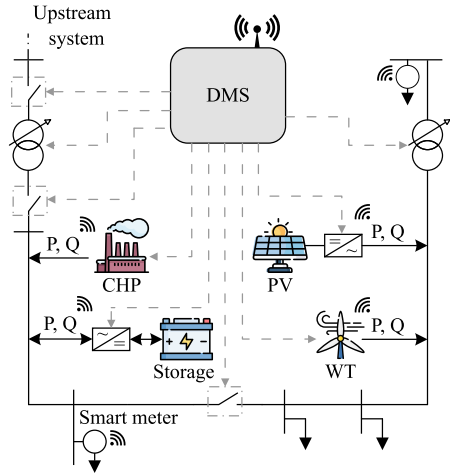 Upstream
system
DMS
P, Q
CHP
PV
P, Q
P, Q
Storage
WT
P, Q
Smart meter